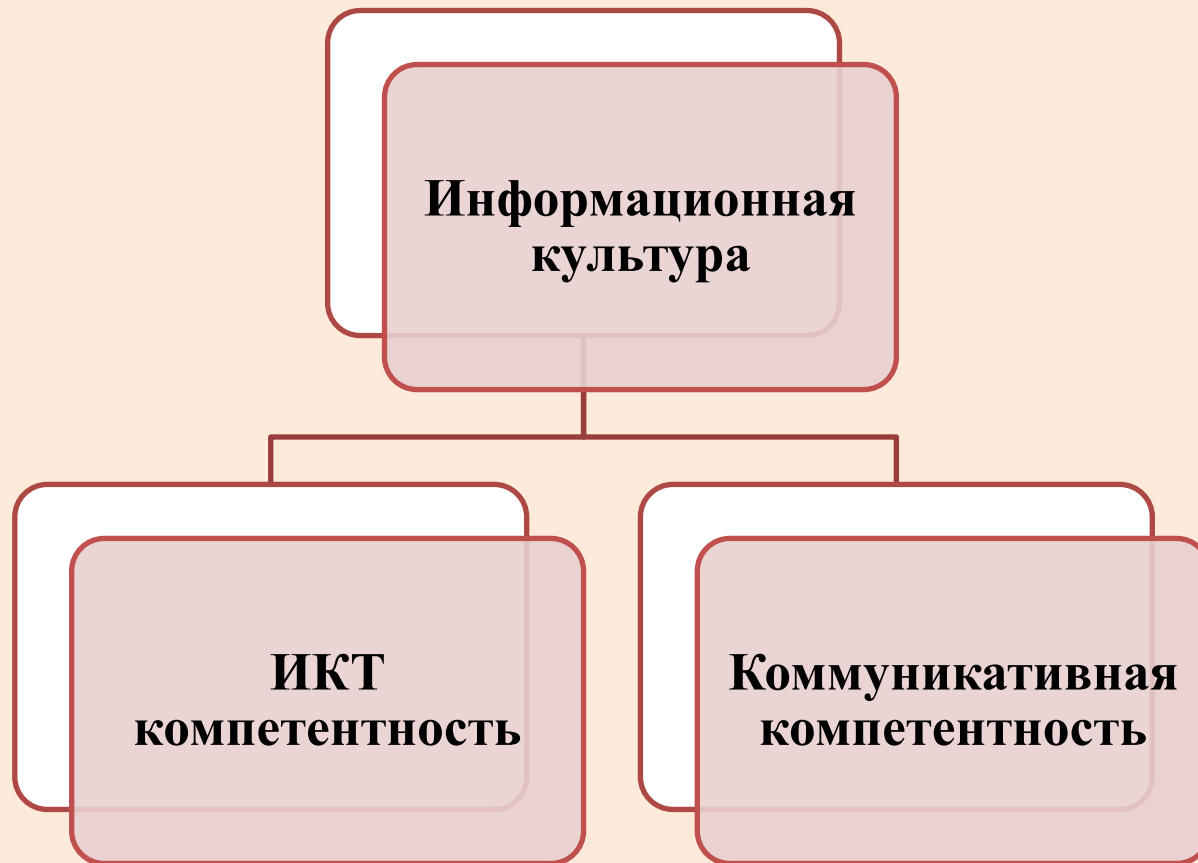 Информационная
культура
ИКТ
компетентность
Коммуникативная
компетентность